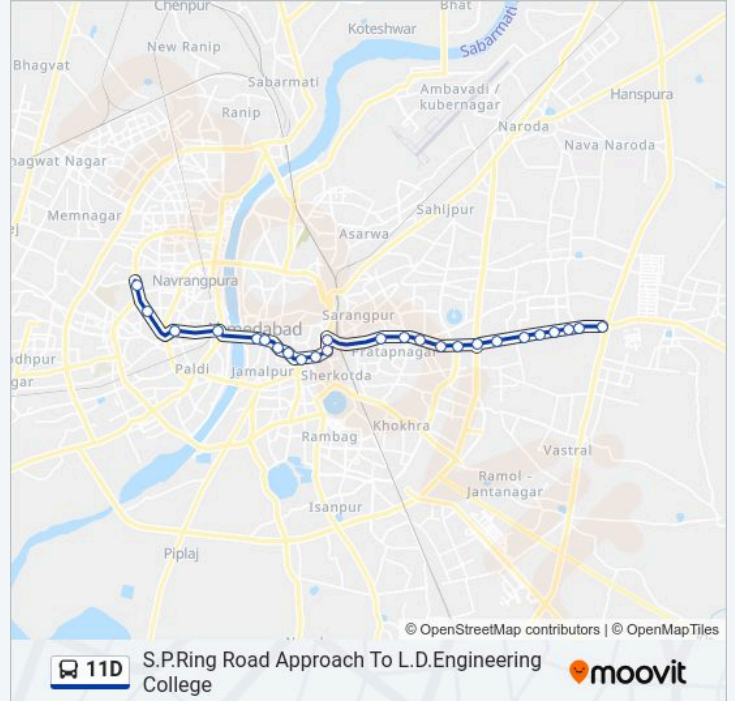 Chenpur
Bhat
Koteshwar
Sabarmati
New Ranip
Bhagvat
Sabarmati
Ambavadi /
kubernagar
Hanspura
Ranip
Naroda
Nava Naroda
hagwat Nagar
Memnagar
Sahijpur
Asarwa
Navrangpura
Sarangpur
medabad
Pratapnagar
dhpur
gar
Paldi
Jamalpur
Sherkotda
Khokhra
Rambag
Vastral
Ramol -
Jantanagar
Isanpur
Piplaj
© OpenStreetMap contributors | © OpenMapTiles
11D
S.P.Ring Road Approach To L.D.Engineering
College
moovit